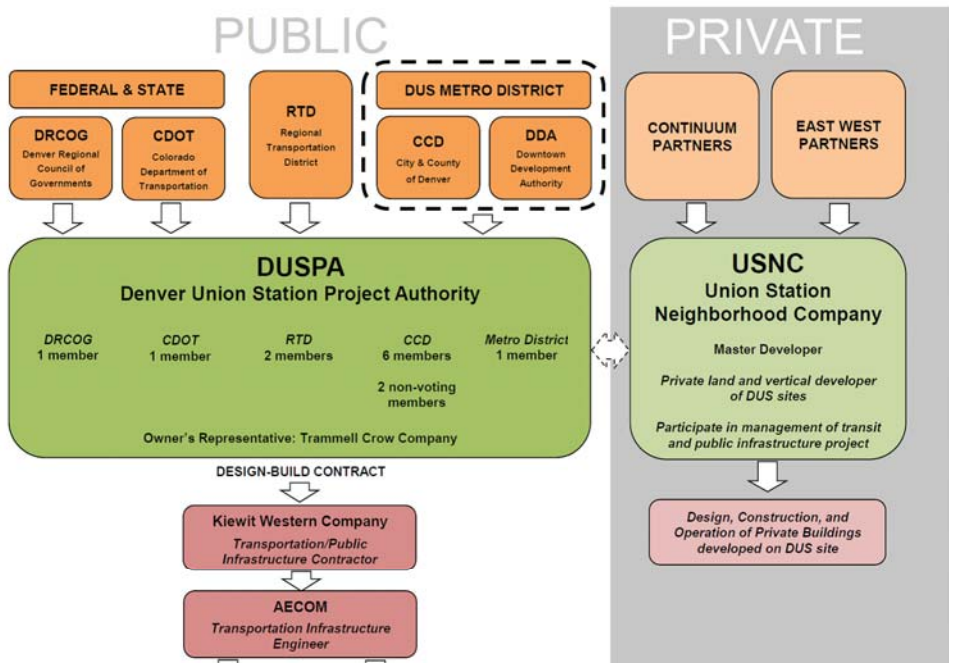 PUBLIC
PRIVATE
FEDERAL & STATE
DRCOG
Denver Regional
Council of
Governments
CDOT
Colorado
Department of
Transportation
RTD
Regional
Transportation
District
DUS METRO DISTRICT
CCD
City & County
of Denver
DDA
Downtown
Development
Authority
CONTINUUM
PARTNERS
EAST WEST
PARTNERS
DUSPA
Denver Union Station Project Authority
DRCOG
1 member
CDOT
1 member
RTD
2 members
CCD
6 members
2 non-voting
members
Metro District
1 member
Owner's Representative: Trammell Crow Company
USNC
Union Station
Neighborhood Company
Master Developer
Private land and vertical developer
of DUS sites
Participate in management of transit
and public infrastructure project
DESIGN-BUILD CONTRACT
Kiewit Western Company
Transportation/Public
Infrastructure Contractor
AECOM
Transportation Infrastructure
Engineer
Design, Construction, and
Operation of Private Buildings
developed on DUS site